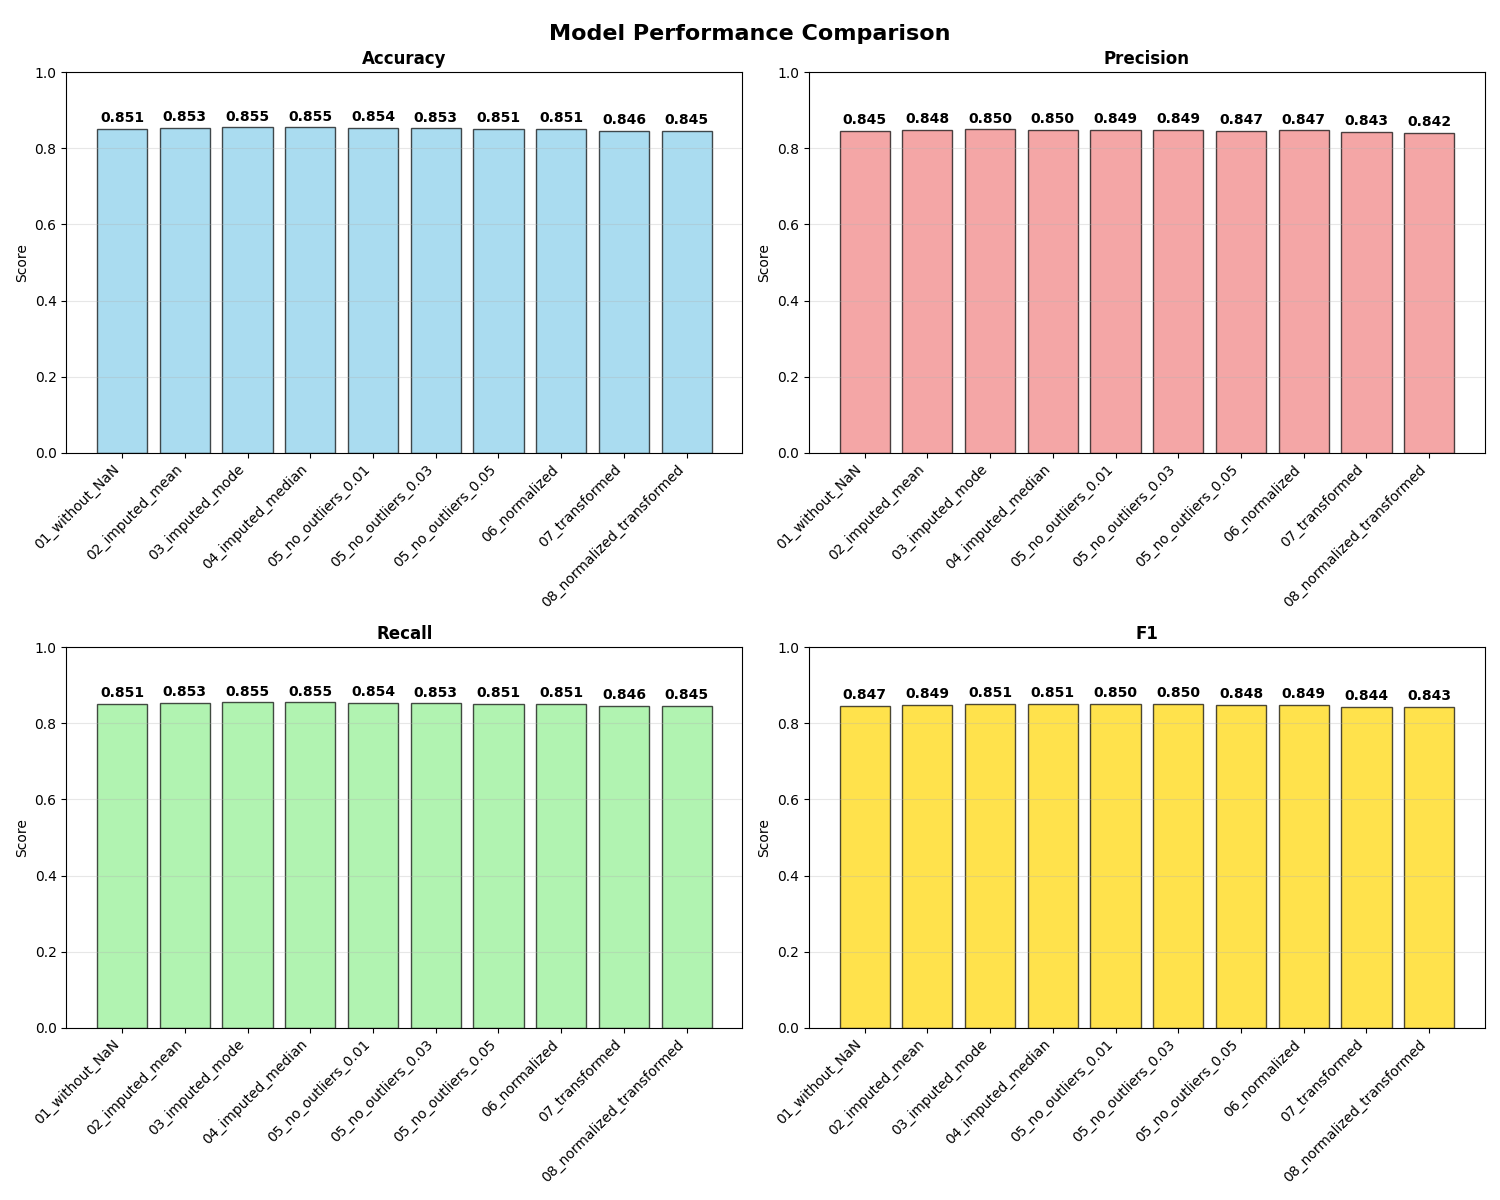 Model Performance Comparison
Accuracy
Score
1.0
0.8
0.6
0.4
0.2
0.0
0.851 0.853 0.855 0.855 0.854 0.853 0.851 0.851 0.846 0.845
01_without_NaN
02_imputed_mean
03_imputed_mode
04_imputed_median
05_no_outliers_0.01
05_no_outliers_0.03
05_no_outliers_0.05
06_normalized
07_transformed
08_normalized_transformed
Precision
Score
1.0
0.8
0.6
0.4
0.2
0.0
0.845 0.848 0.850 0.850 0.849 0.849 0.847 0.847 0.843 0.842
01_without_NaN
02_imputed_mean
03_imputed_mode
04_imputed_median
05_no_outliers_0.01
05_no_outliers_0.03
05_no_outliers_0.05
06_normalized
07_transformed
08_normalized_transformed
Recall
Score
1.0
0.8
0.6
0.4
0.2
0.0
0.851 0.853 0.855 0.855 0.854 0.853 0.851 0.851 0.846 0.845
01_without_NaN
02_imputed_mean
03_imputed_mode
04_imputed_median
05_no_outliers_0.01
05_no_outliers_0.03
05_no_outliers_0.05
06_normalized
07_transformed
08_normalized_transformed
F1
Score
1.0
0.8
0.6
0.4
0.2
0.0
0.847 0.849 0.851 0.851 0.850 0.850 0.848 0.849 0.844 0.843
01_without_NaN
02_imputed_mean
03_imputed_mode
04_imputed_median
05_no_outliers_0.01
05_no_outliers_0.03
05_no_outliers_0.05
06_normalized
07_transformed
08_normalized_transformed